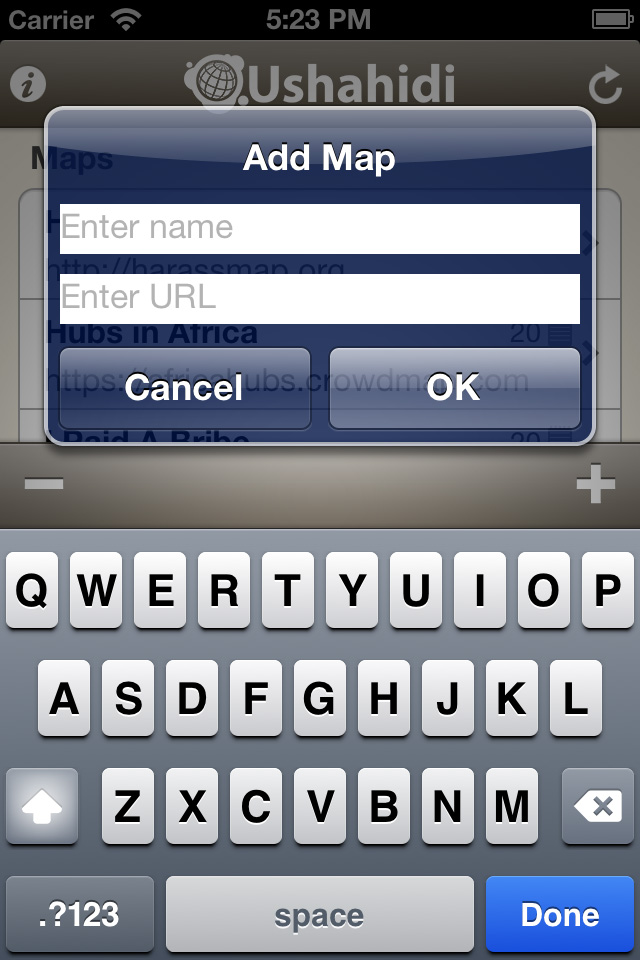 Carrier 5:23 PM
Ushahidi
Maps
Add Map
Enter name
http://harassmap.org
Enter URL
Hubs in Africa 20
https://africahubs.crowdmap.com
Cancel OK
I Paid A Bribe 20
Q W E R T Y U I O P
A S D F G H J K L
Z X C V B N M
.?123 space Done